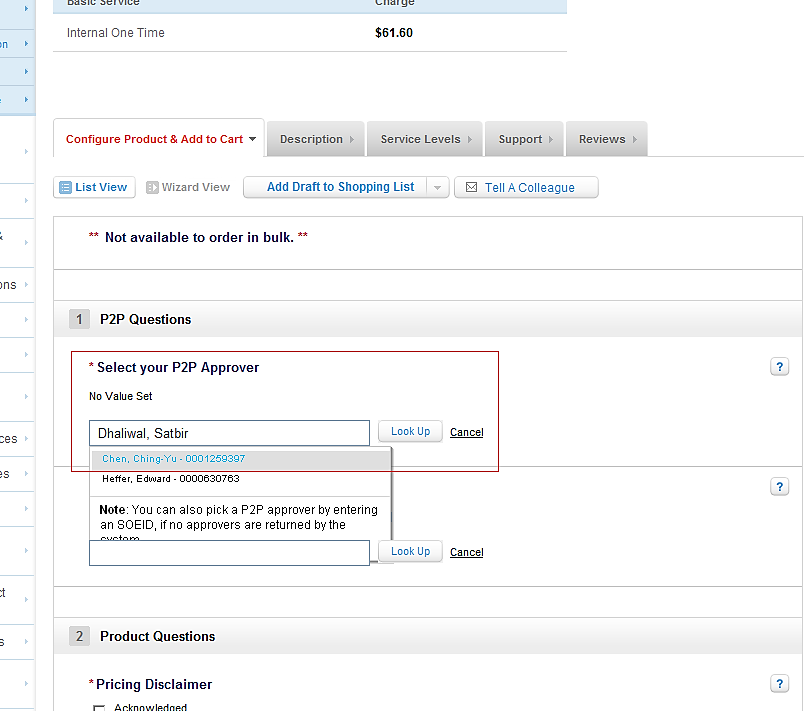 Basic Service Charge
Internal One Time $61.60
on
Configure Product & Add to Cart Description Service Levels Support Reviews
List View Wizard View Add Draft to Shopping List Tell A Colleague
&
** Not available to order in bulk. **
ons
1 P2P Questions
* Select your P2P Approver ?
No Value Set
Dhaliwal, Satbir Look Up Cancel
ces
Chen, Ching-Yu - 0001259397
es
Heffer, Edward - 0000630763
?
Note: You can also pick a P2P approver by entering
an SOEID, if no approvers are returned by the
system
Look Up Cancel
ct
2 Product Questions
s
* Pricing Disclaimer ?
Acknowledged